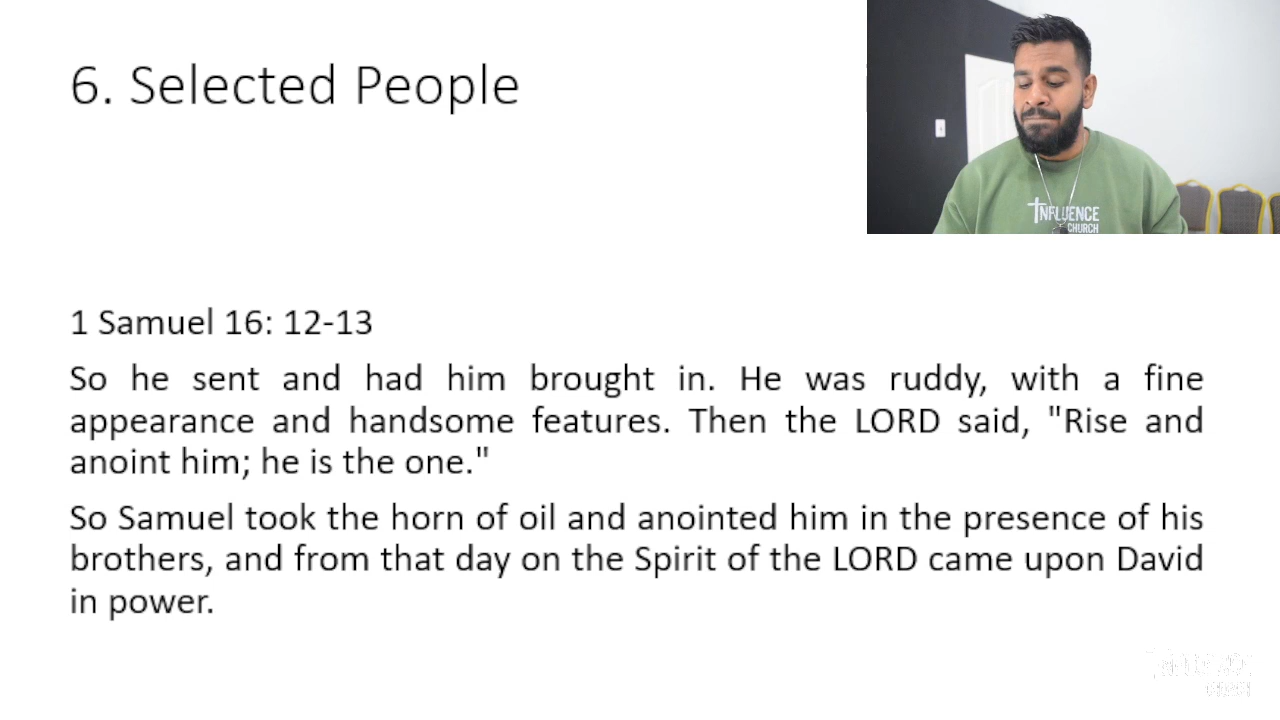 6. Selected People
INFLUENCE
CHURCH
1 Samuel 16: 12-13
So he sent and had him brought in. He was ruddy, with a fine
appearance and handsome features. Then the LORD said, "Rise and
anoint him; he is the one."
So Samuel took the horn of oil and anointed him in the presence of his
brothers, and from that day on the Spirit of the LORD came upon David
in power.
CHURCH